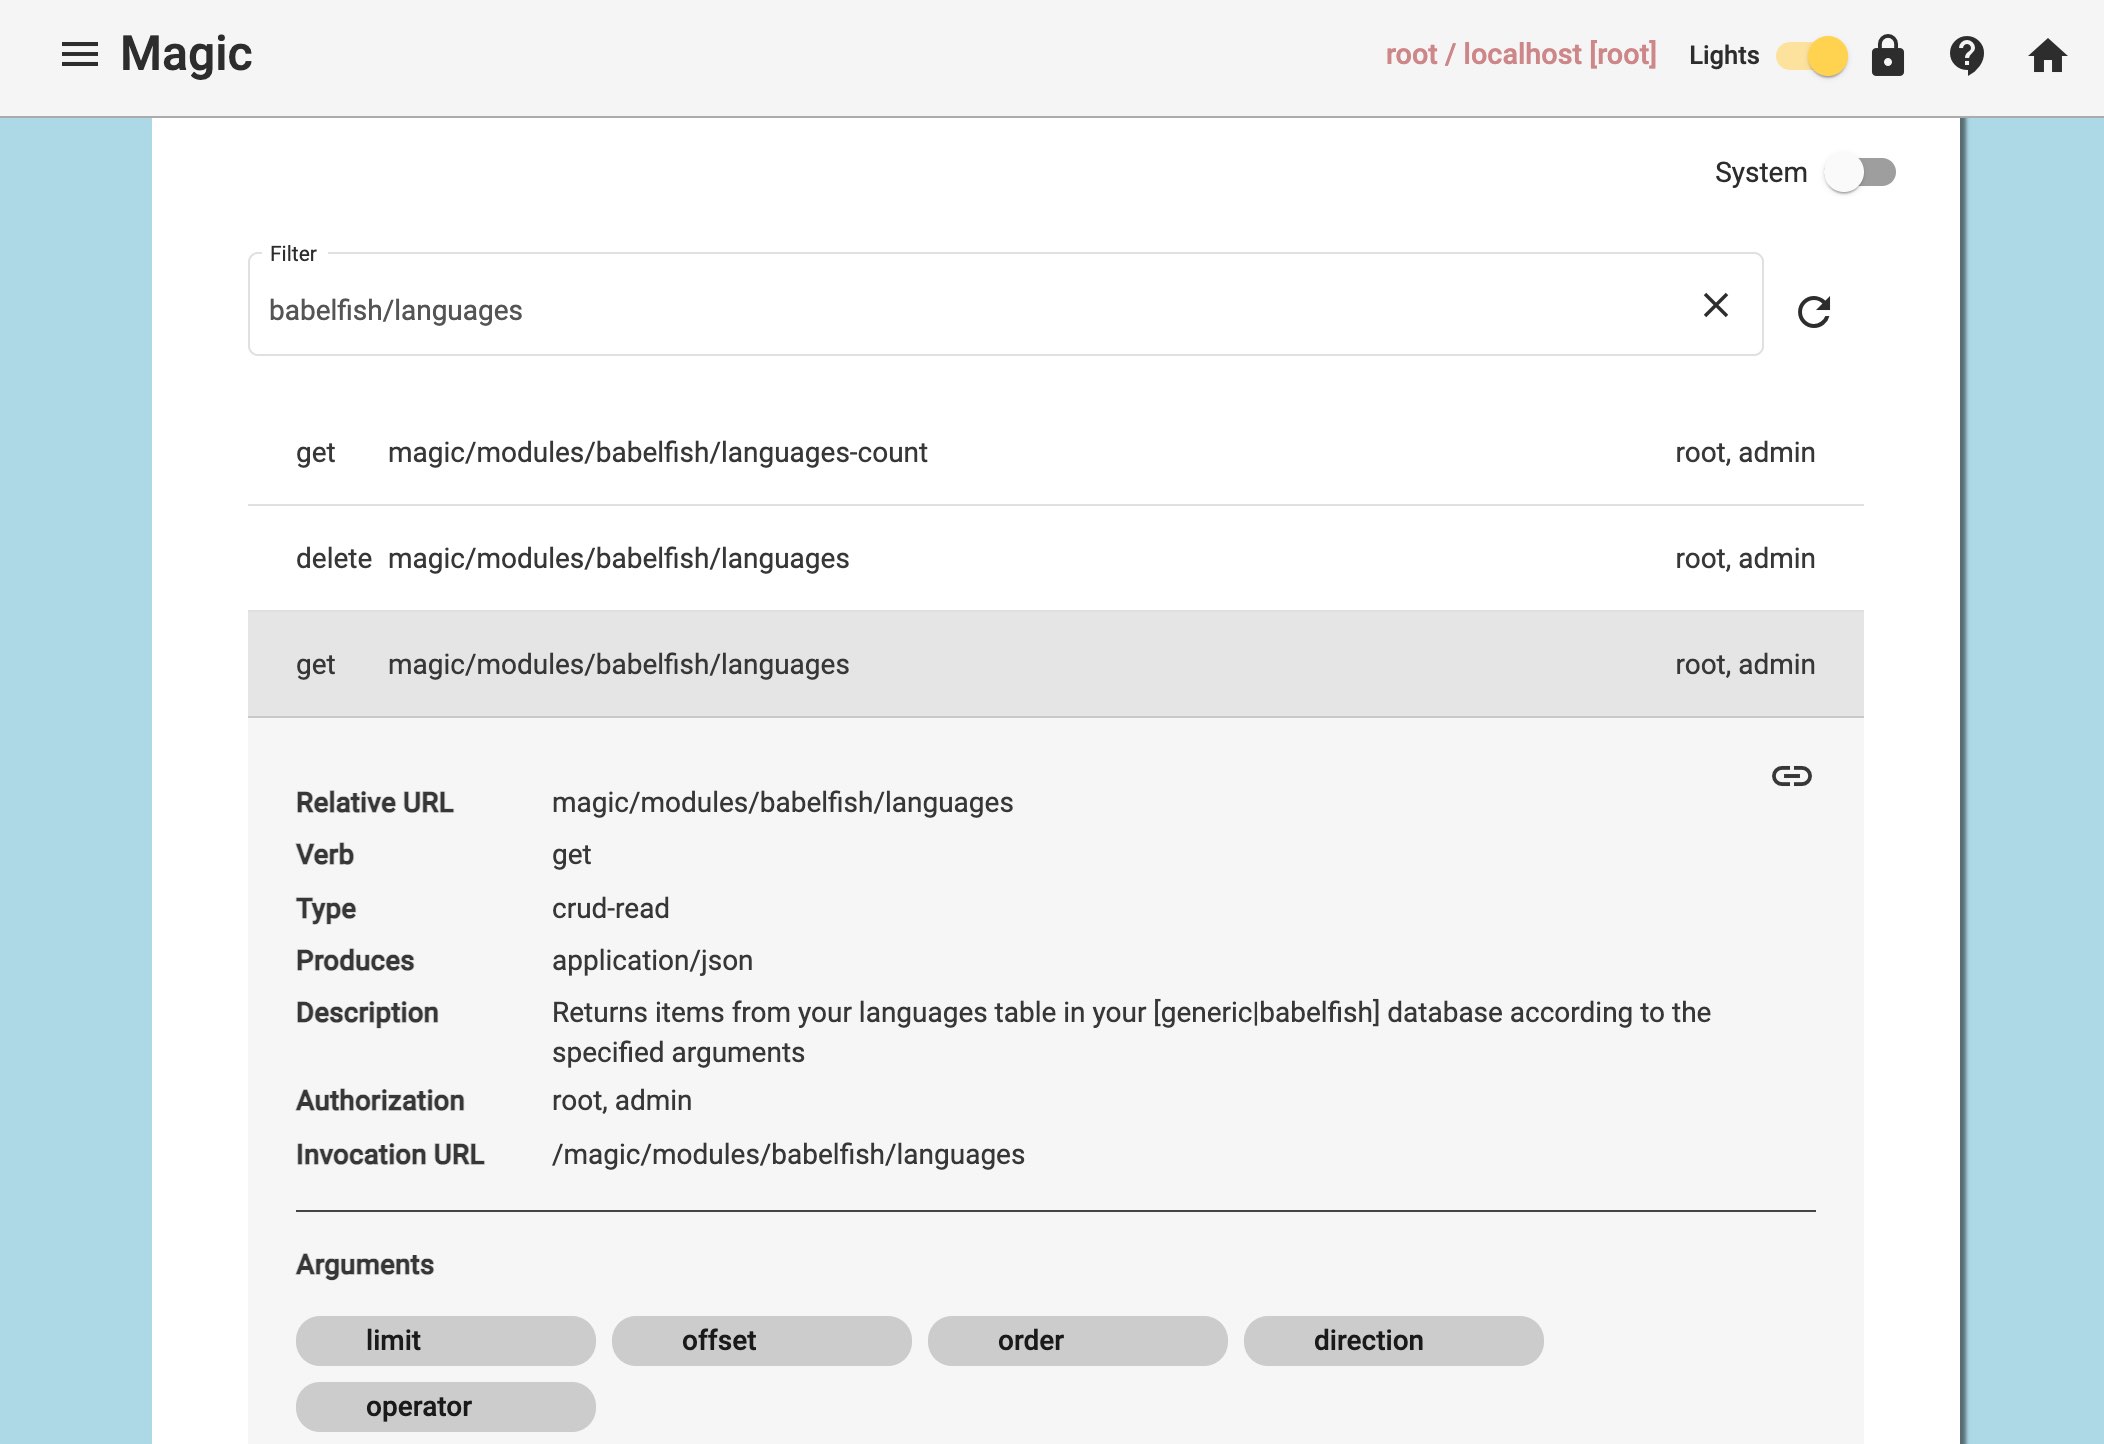 Magic
root / localhost [root] Lights
System
Filter
babelfish/languages
get magic/modules/babelfish/languages-count root, admin
delete magic/modules/babelfish/languages root, admin
get magic/modules/babelfish/languages root, admin
Relative URL magic/modules/babelfish/languages
Verb get
Type crud-read
Produces application/json
Description Returns items from your languages table in your [generic|babelfish] database according to the
specified arguments
Authorization root, admin
Invocation URL /magic/modules/babelfish/languages
Arguments
limit offset order direction
operator